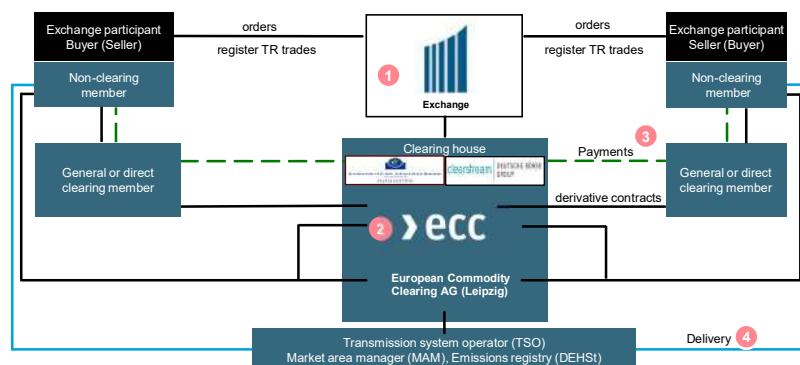 Exchange participant
Buyer (Seller)
orders
register TR trades
1
Exchange
orders
register TR trades
Exchange participant
Seller (Buyer)
Non-clearing
member
Non-clearing
member
General or direct
clearing member
Clearing house
clearstream
DEUTSCHE BÖRSE
GROUP
Payments
3
General or direct
clearing member
derivative contracts
2
ecc
European Commodity
Clearing AG (Leipzig)
Transmission system operator (TSO)
Market area manager (MAM), Emissions registry (DEHSt)
Delivery
4